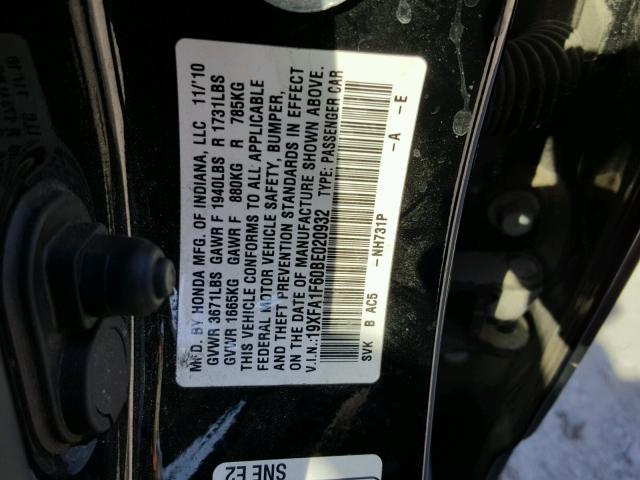 MFD. BY HONDA MFG. OF INDIANA, LLC 11/'10
GVWR 3671LBS GAWR F 1940LBS R 1731LBS
GVWR 1665KG GAWR F 880KG R 785KG
THIS VEHICLE CONFORMS TO ALL APPLICABLE
FEDERAL MOTOR VEHICLE SAFETY, BUMPER,
AND THEFT PREVENTION STANDARDS IN EFFECT
ON THE DATE OF MANUFACTURE SHOWN ABOVE.
V.I.N.:19XFA1F60BE020932 TYPE: PASSENGER CAR
SVK B AC5 -NH731P -A -E
SNE E2